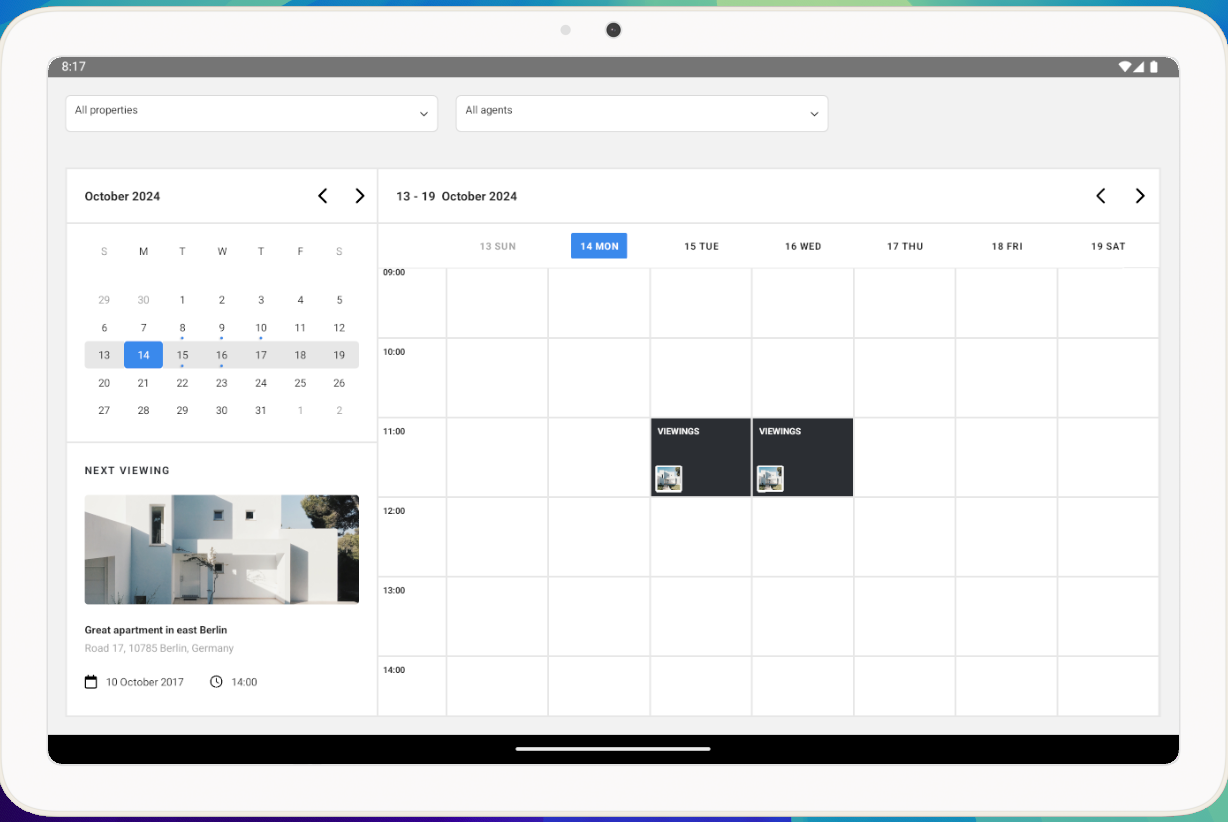 8:17
All properties
All agents
October 2024
S M T W T F S
29 30 1 2 3 4 5
6 7 8 9 10 11 12
13 14 15 16 17 18 19
20 21 22 23 24 25 26
27 28 29 30 31 1 2
NEXT VIEWING
Great apartment in east Berlin
Road 17, 10785 Berlin, Germany
10 October 2017 14:00
13 - 19 October 2024
13 SUN 14 MON 15 TUE 16 WED 17 THU 18 FRI 19 SAT
09:00
10:00
11:00 VIEWINGS VIEWINGS
12:00
13:00
14:00